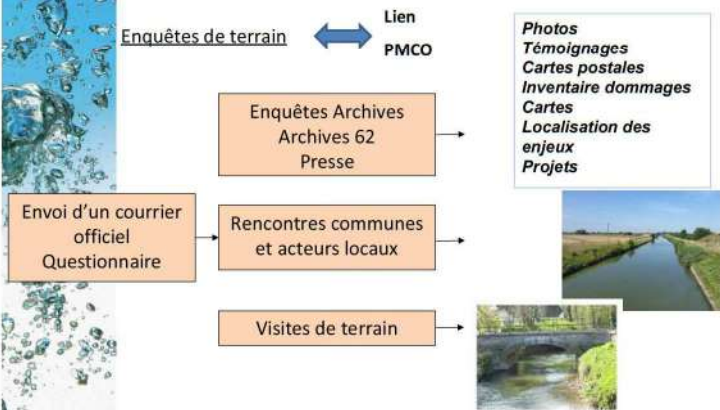 Enquêtes de terrain
Lien
PMCO
Photos
Témoignages
Cartes postales
Inventaire dommages
Cartes
Localisation des
enjeux
Projets
Enquêtes Archives
Archives 62
Presse
Envoi d'un courrier
officiel
Questionnaire
Rencontres communes
et acteurs locaux
Visites de terrain